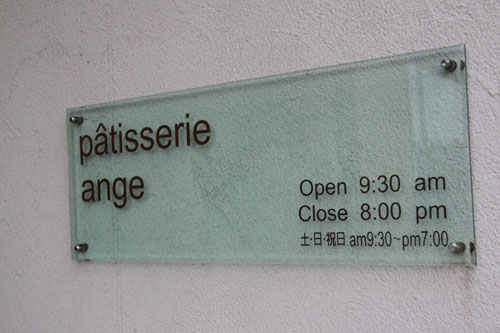 pâtisserie
ange
Open 9:30 am
Close 8:00 pm
土･日･祝日 am9:30~pm7:00